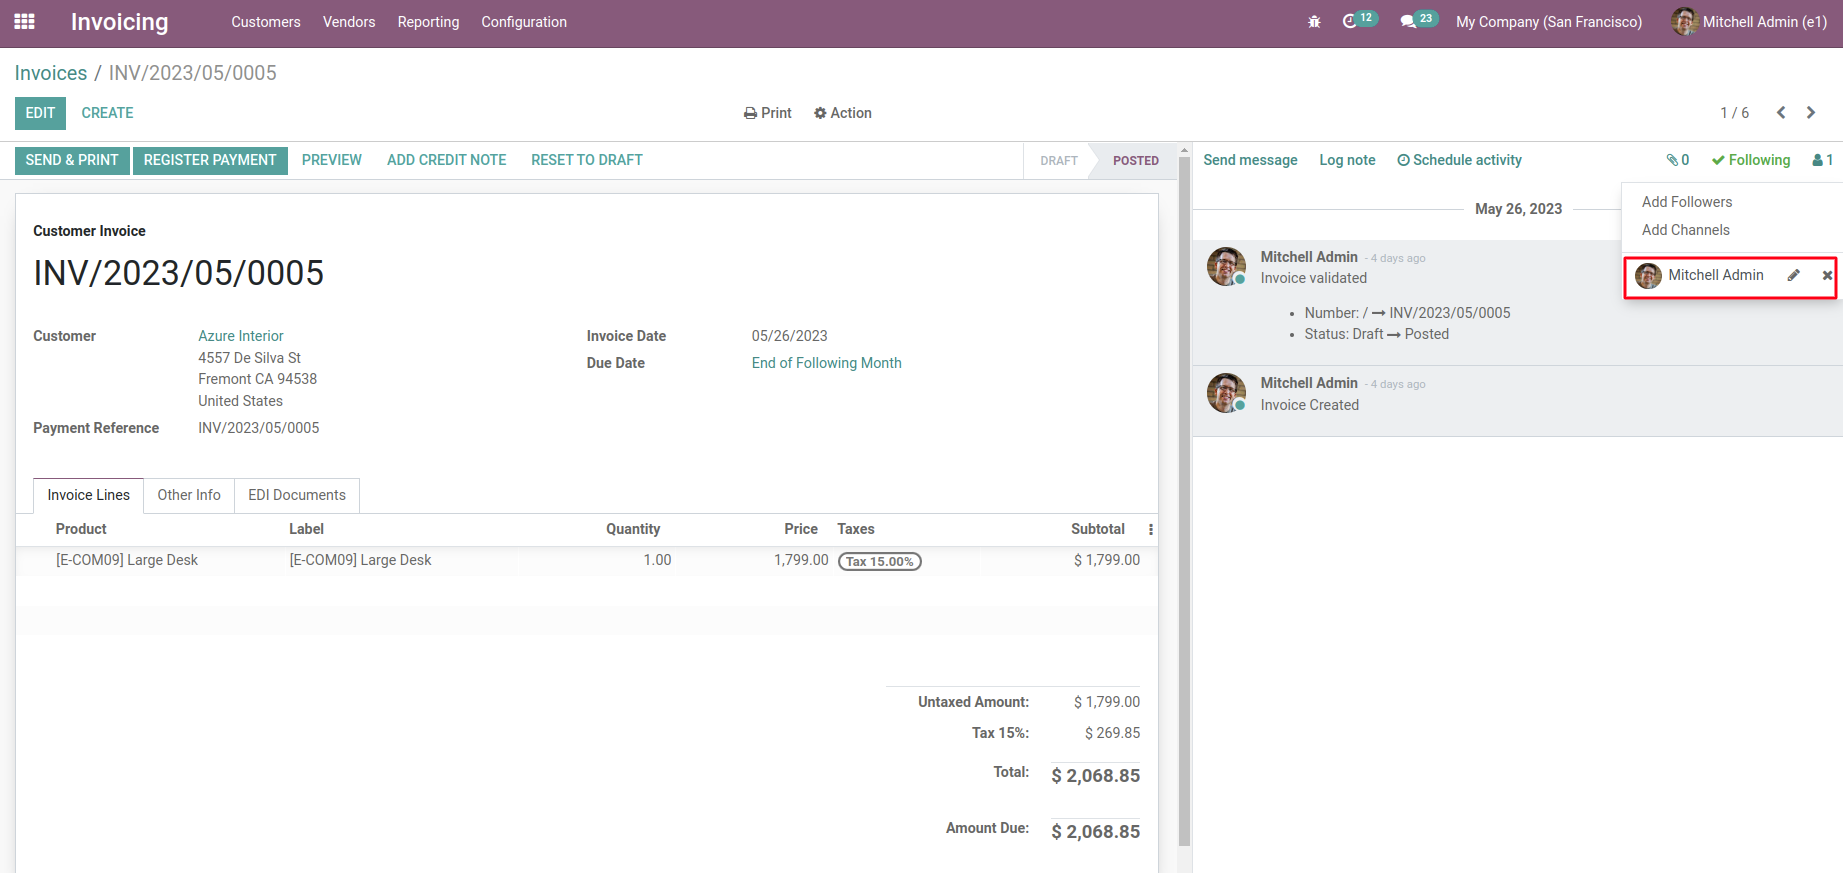 Invoicing Customers Vendors Reporting Configuration 12 23 My Company (San Francisco) Mitchell Admin (e1)
Invoices / INV/2023/05/0005
EDIT CREATE Print Action 1 / 6
SEND & PRINT REGISTER PAYMENT PREVIEW ADD CREDIT NOTE RESET TO DRAFT DRAFT POSTED
Customer Invoice
INV/2023/05/0005
Customer Azure Interior
4557 De Silva St
Fremont CA 94538
United States
Payment Reference INV/2023/05/0005
Invoice Date 05/26/2023
Due Date End of Following Month
Invoice Lines Other Info EDI Documents
Product Label Quantity Price Taxes Subtotal
[E-COM09] Large Desk [E-COM09] Large Desk 1.00 1,799.00 Tax 15.00% $ 1,799.00
Untaxed Amount: $ 1,799.00
Tax 15%: $ 269.85
Total: $ 2,068.85
Amount Due: $ 2,068.85
Send message Log note Schedule activity 0 Following 1
Add Followers
Add Channels
Mitchell Admin
May 26, 2023
Mitchell Admin - 4 days ago
Invoice validated
• Number: / → INV/2023/05/0005
• Status: Draft → Posted
Mitchell Admin - 4 days ago
Invoice Created